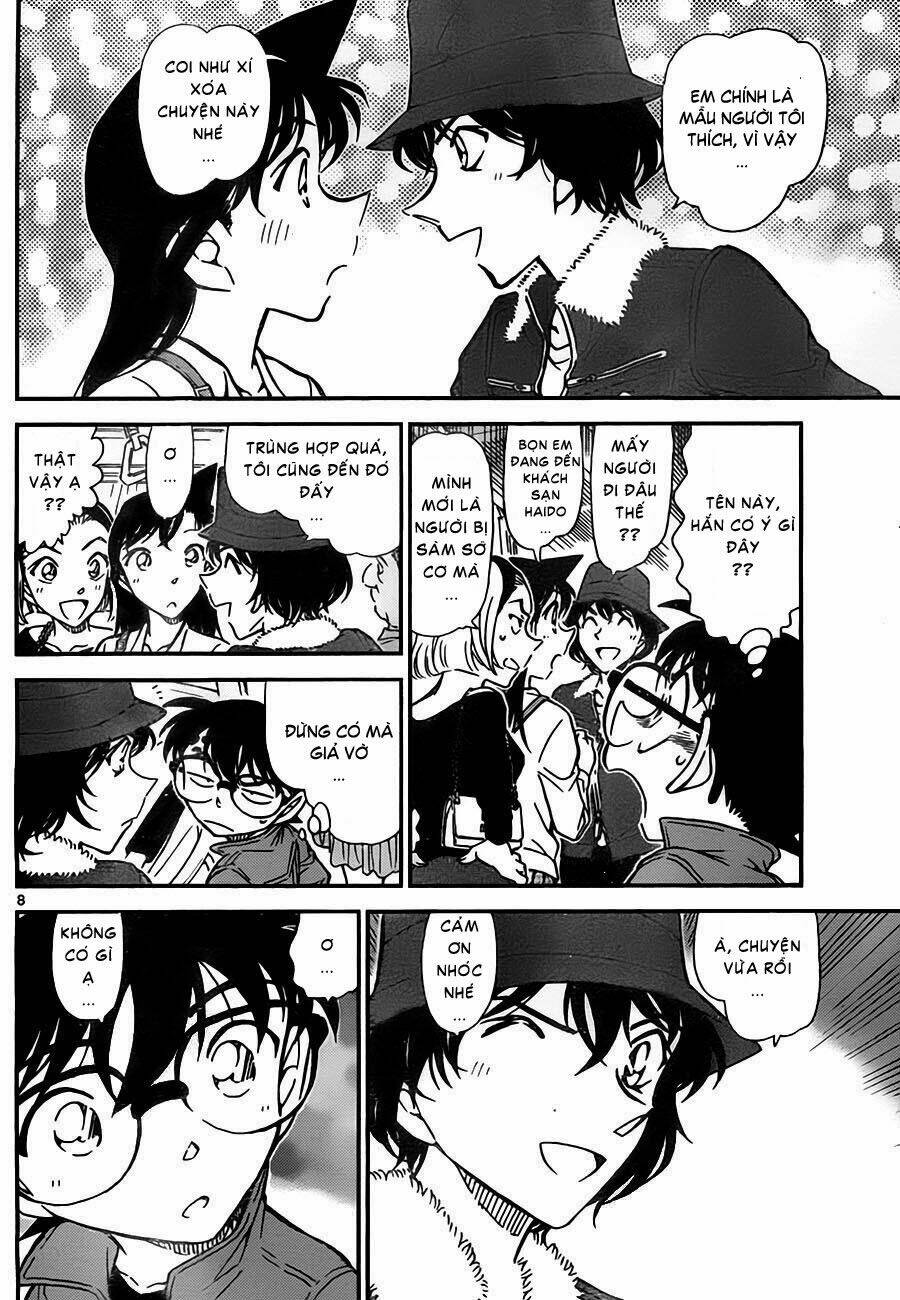 EM CHÍNH LÀ
MẪU NGƯỜI TÔI
THÍCH, VÌ VẬY
...
COI NHƯ XÍ
XÓA
CHUYỆN NÀY
NHÉ
...
TÊN NÀY,
HẮN CÓ Ý GÌ
ĐÂY
??
MẤY
NGƯỜI
ĐI ĐÂU
THẾ
??
BỌN EM
ĐANG ĐẾN
KHÁCH
SẠN
HAIDO
...
MÌNH
MỚI LÀ
NGƯỜI BỊ
SÀM SỠ
CƠ MÀ
...
TRÙNG HỢP QUÁ,
TÔI CŨNG ĐẾN ĐÓ
ĐẤY
...
Ơ
...
THẬT
VẬY Ạ
??
ĐỪNG CÓ MÀ
GIẢ VỜ
...
8
À, CHUYỆN
VỪA RỒI
...
CẢM
ƠN
NHÓC
NHÉ
...
Ơ
...
KHÔNG
CÓ GÌ
Ạ
...